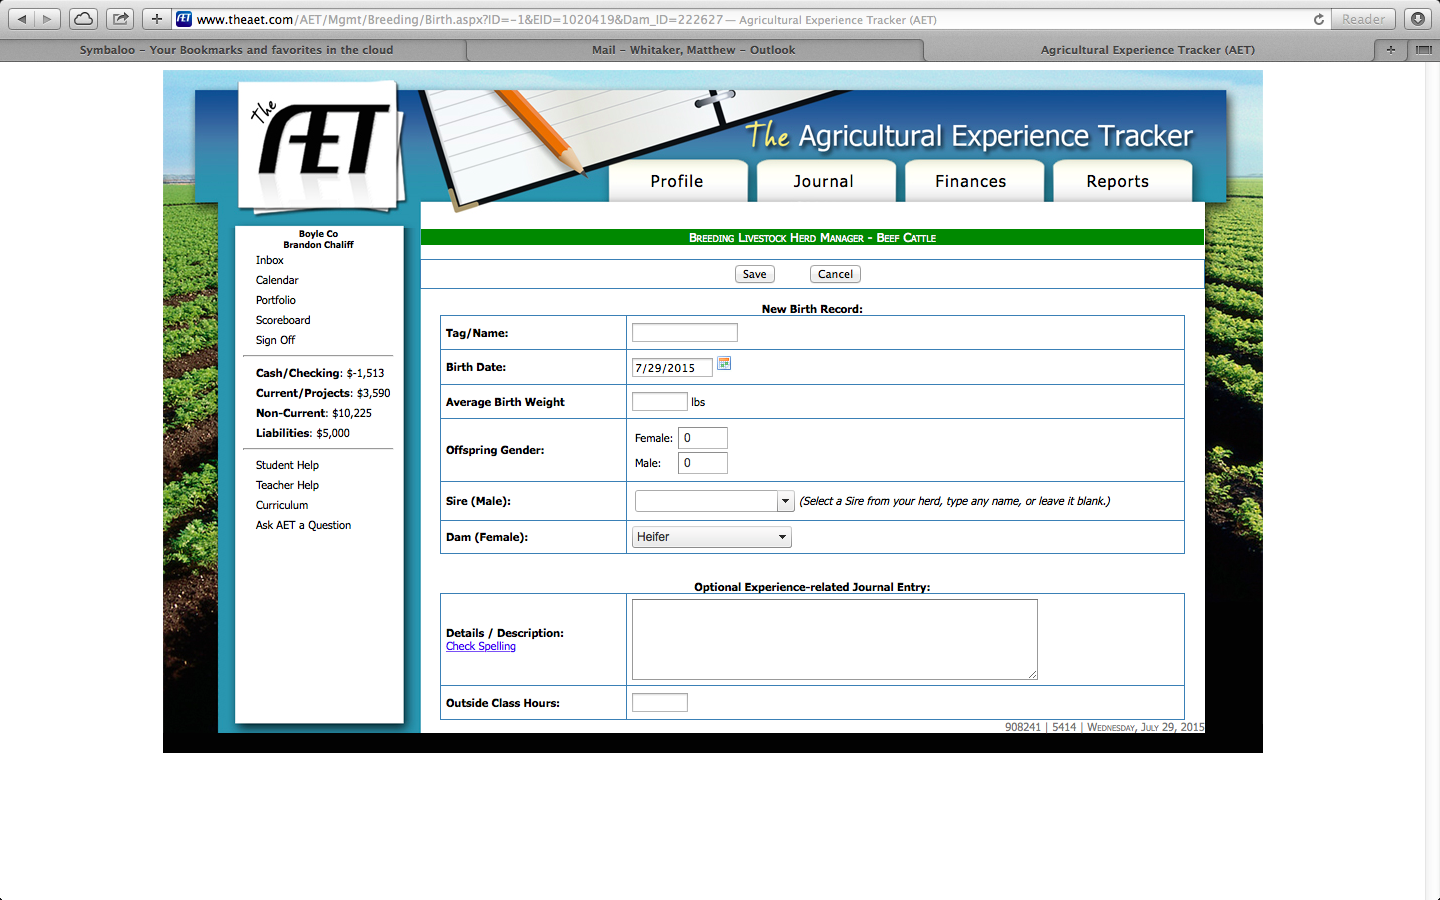 www.theaet.com/AET/Mgmt/Breeding/Birth.aspx?ID=-1&EID=1020419&Dam_ID=222627 — Agricultural Experience Tracker (AET)
Reader
Symbaloo – Your Bookmarks and favorites in the cloud
Mail – Whitaker, Matthew – Outlook
Agricultural Experience Tracker (AET)
The AET
The Agricultural Experience Tracker
Profile
Journal
Finances
Reports
Boyle Co
Brandon Chaliff
Inbox
Calendar
Portfolio
Scoreboard
Sign Off
Cash/Checking: $-1,513
Current/Projects: $3,590
Non-Current: $10,225
Liabilities: $5,000
Student Help
Teacher Help
Curriculum
Ask AET a Question
Breeding Livestock Herd Manager - Beef Cattle
Save
Cancel
New Birth Record:
Tag/Name:
Birth Date:
7/29/2015
Average Birth Weight
lbs
Offspring Gender:
Female: 0
Male: 0
Sire (Male):
(Select a Sire from your herd, type any name, or leave it blank.)
Dam (Female):
Heifer
Optional Experience-related Journal Entry:
Details / Description:
Check Spelling
Outside Class Hours:
908241 | 5414 | Wednesday, July 29, 2015